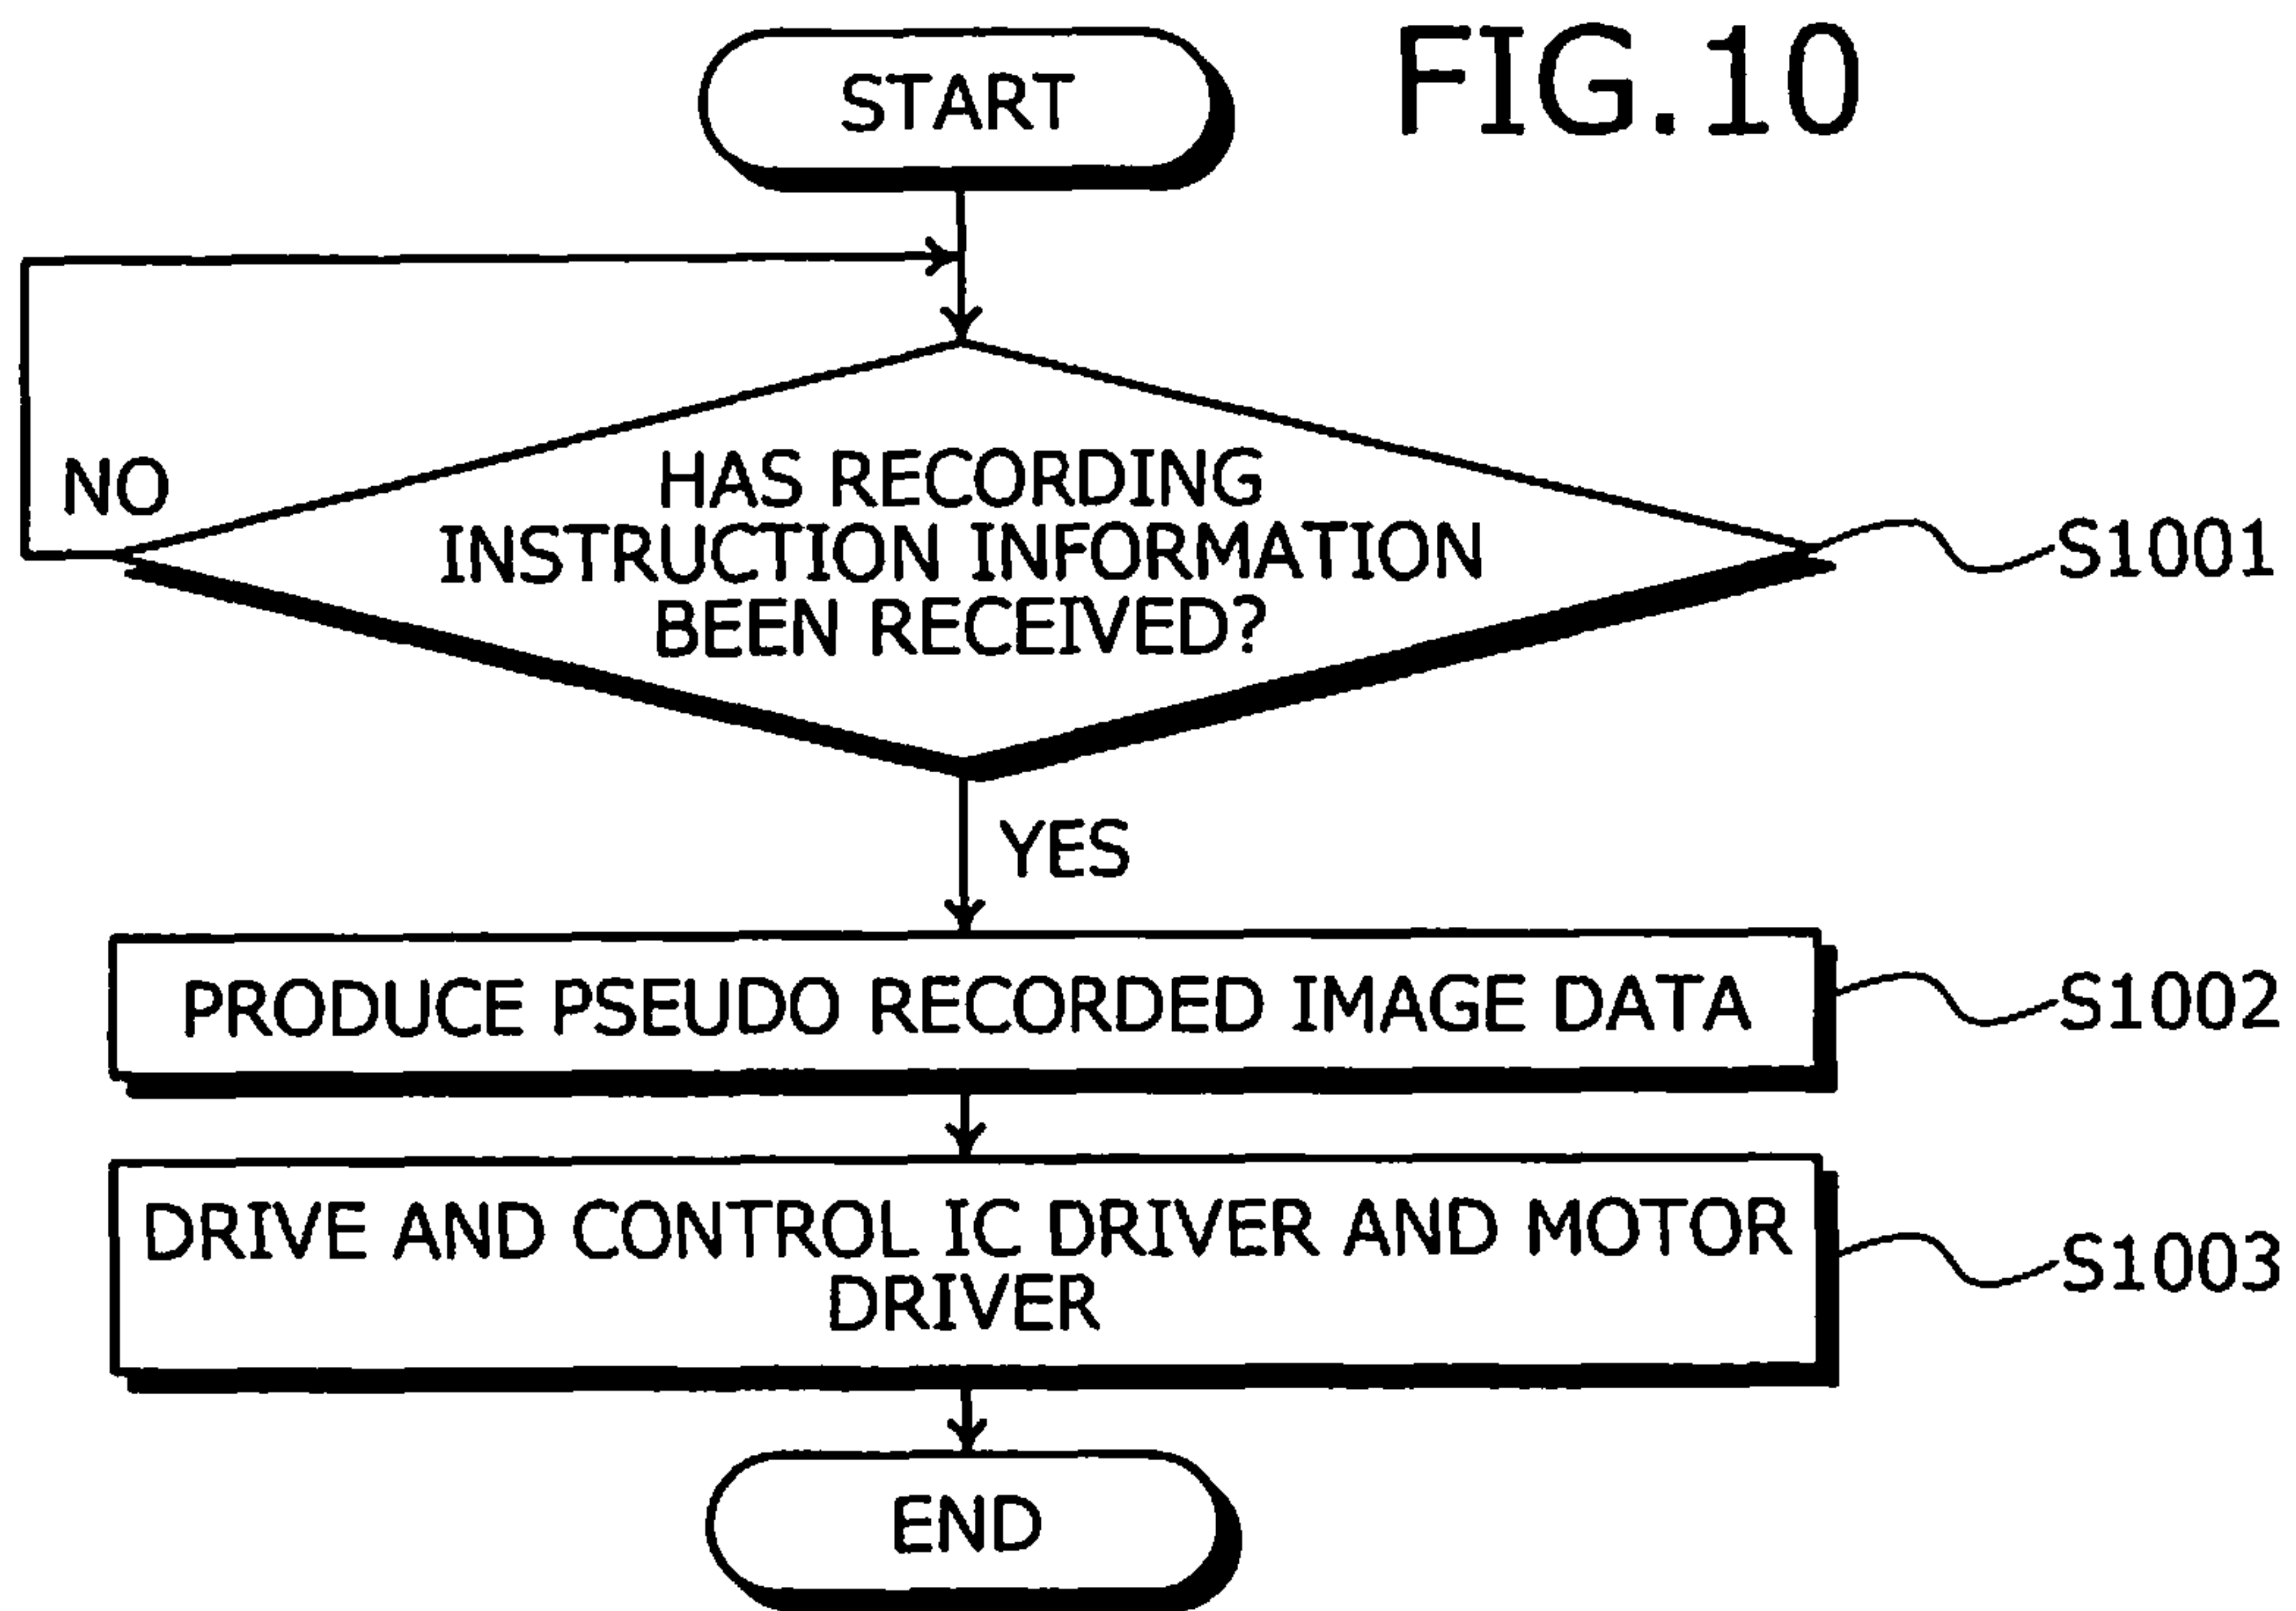 FIG.10
START
HAS RECORDING
INSTRUCTION INFORMATION
BEEN RECEIVED?
NO
S1001
YES
PRODUCE PSEUDO RECORDED IMAGE DATA
S1002
DRIVE AND CONTROL IC DRIVER AND MOTOR
DRIVER
S1003
END